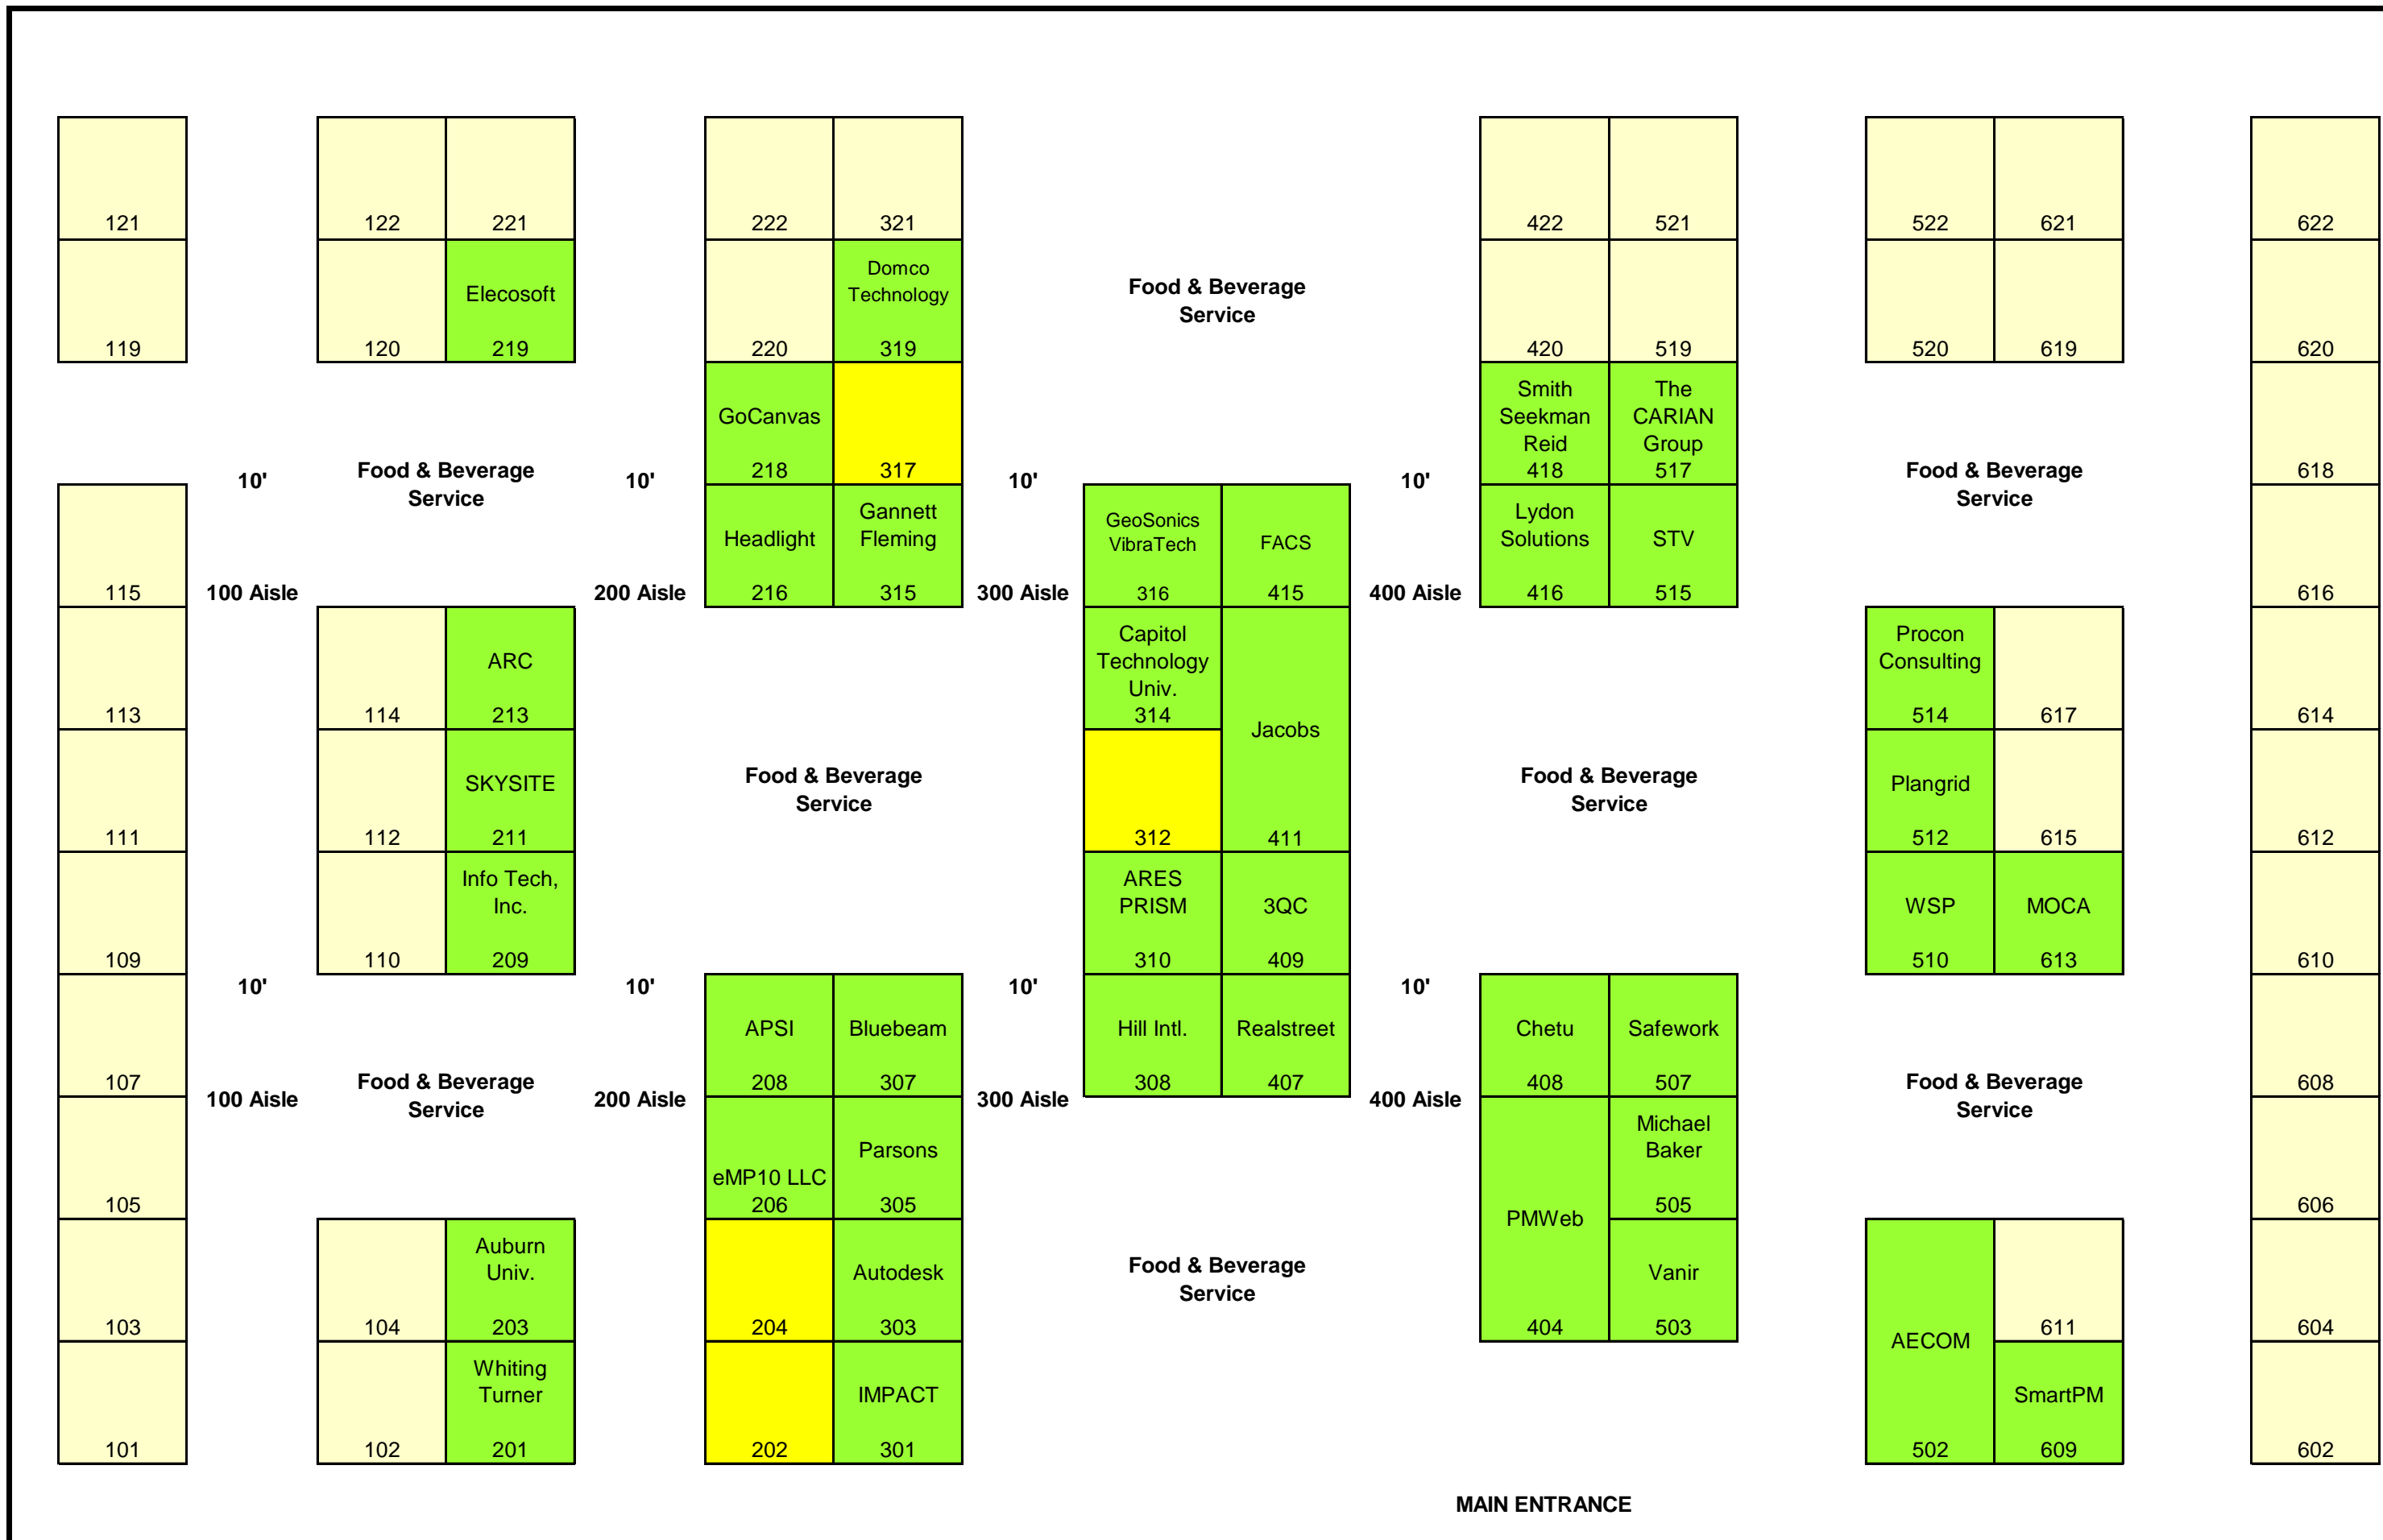 121
122
221
222
321
422
521
522
621
622
119
120
Elecosoft
219
220
Domco
Technology
319
Food & Beverage
Service
420
519
520
619
620
GoCanvas
218
317
Smith
Seekman
Reid
418
The
CARIAN
Group
517
618
10'
Food & Beverage
Service
10'
10'
10'
Food & Beverage
Service
115
100 Aisle
200 Aisle
Headlight
216
Gannett
Fleming
315
300 Aisle
GeoSonics
VibraTech
316
FACS
415
400 Aisle
Lydon
Solutions
416
STV
515
616
113
114
ARC
213
Capitol
Technology
Univ.
314
Jacobs
411
Procon
Consulting
514
617
614
111
112
SKYSITE
211
Food & Beverage
Service
312
Food & Beverage
Service
Plangrid
512
615
612
109
110
Info Tech,
Inc.
209
ARES
PRISM
310
3QC
409
WSP
510
MOCA
613
610
10'
10'
10'
10'
107
100 Aisle
Food & Beverage
Service
200 Aisle
APSI
208
Bluebeam
307
300 Aisle
Hill Intl.
308
Realstreet
407
400 Aisle
Chetu
408
Safework
507
Food & Beverage
Service
608
105
eMP10 LLC
206
Parsons
305
PMWeb
404
Michael
Baker
505
606
103
104
Auburn
Univ.
203
204
Autodesk
303
Food & Beverage
Service
Vanir
503
AECOM
502
611
604
101
102
Whiting
Turner
201
202
IMPACT
301
SmartPM
609
602
MAIN ENTRANCE